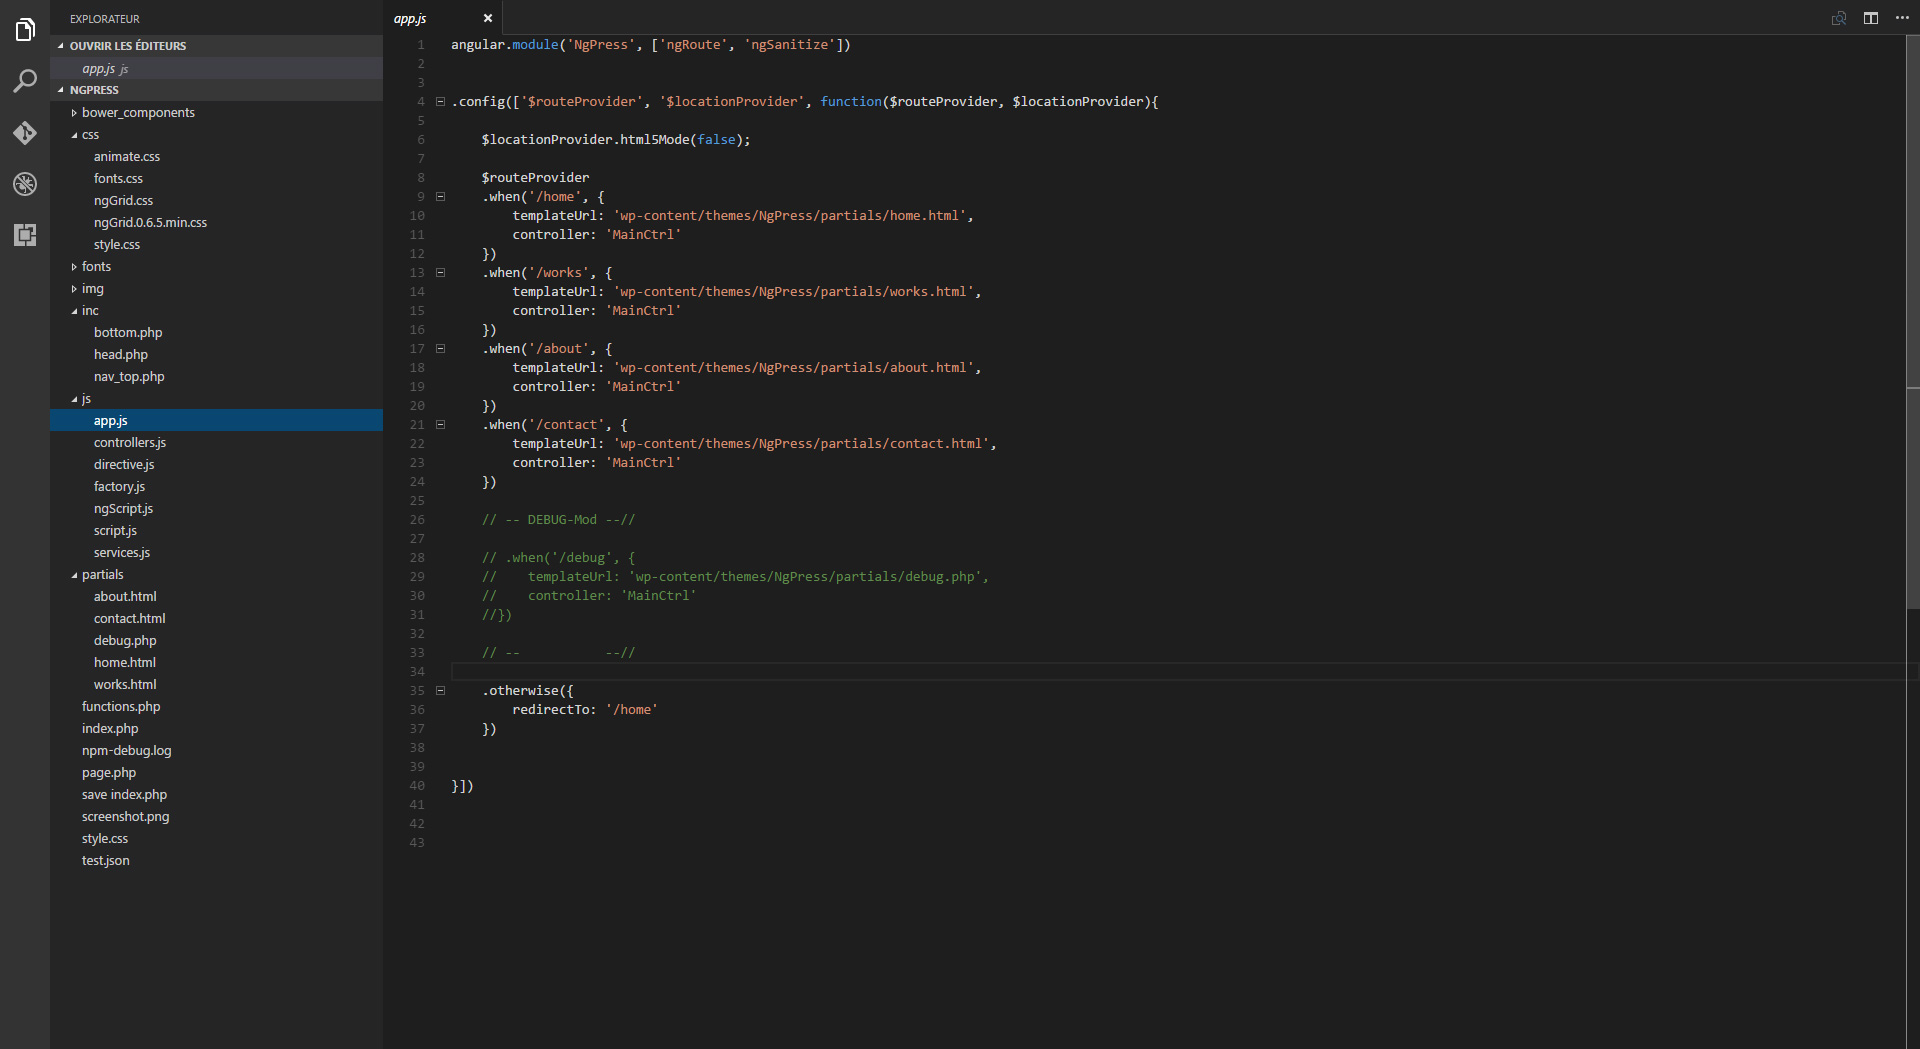 EXPLORATEUR
OUVRIR LES ÉDITEURS
app.js js
NGPRESS
bower_components
css
animate.css
fonts.css
ngGrid.css
ngGrid.0.6.5.min.css
style.css
fonts
img
inc
bottom.php
head.php
nav_top.php
js
app.js
controllers.js
directive.js
factory.js
ngScript.js
script.js
services.js
partials
about.html
contact.html
debug.php
home.html
works.html
functions.php
index.php
npm-debug.log
page.php
save index.php
screenshot.png
style.css
test.json
app.js
1 angular.module('NgPress', ['ngRoute', 'ngSanitize'])
2
3
4 .config(['$routeProvider', '$locationProvider', function($routeProvider, $locationProvider){
5
6     $locationProvider.html5Mode(false);
7
8     $routeProvider
9     .when('/home', {
10         templateUrl: 'wp-content/themes/NgPress/partials/home.html',
11         controller: 'MainCtrl'
12     })
13     .when('/works', {
14         templateUrl: 'wp-content/themes/NgPress/partials/works.html',
15         controller: 'MainCtrl'
16     })
17     .when('/about', {
18         templateUrl: 'wp-content/themes/NgPress/partials/about.html',
19         controller: 'MainCtrl'
20     })
21     .when('/contact', {
22         templateUrl: 'wp-content/themes/NgPress/partials/contact.html',
23         controller: 'MainCtrl'
24     })
25
26     // -- DEBUG-Mod --//
27
28     // .when('/debug', {
29     //    templateUrl: 'wp-content/themes/NgPress/partials/debug.php',
30     //    controller: 'MainCtrl'
31     //})
32
33     // --           --//
34
35     .otherwise({
36         redirectTo: '/home'
37     })
38
39
40 }])
41
42
43